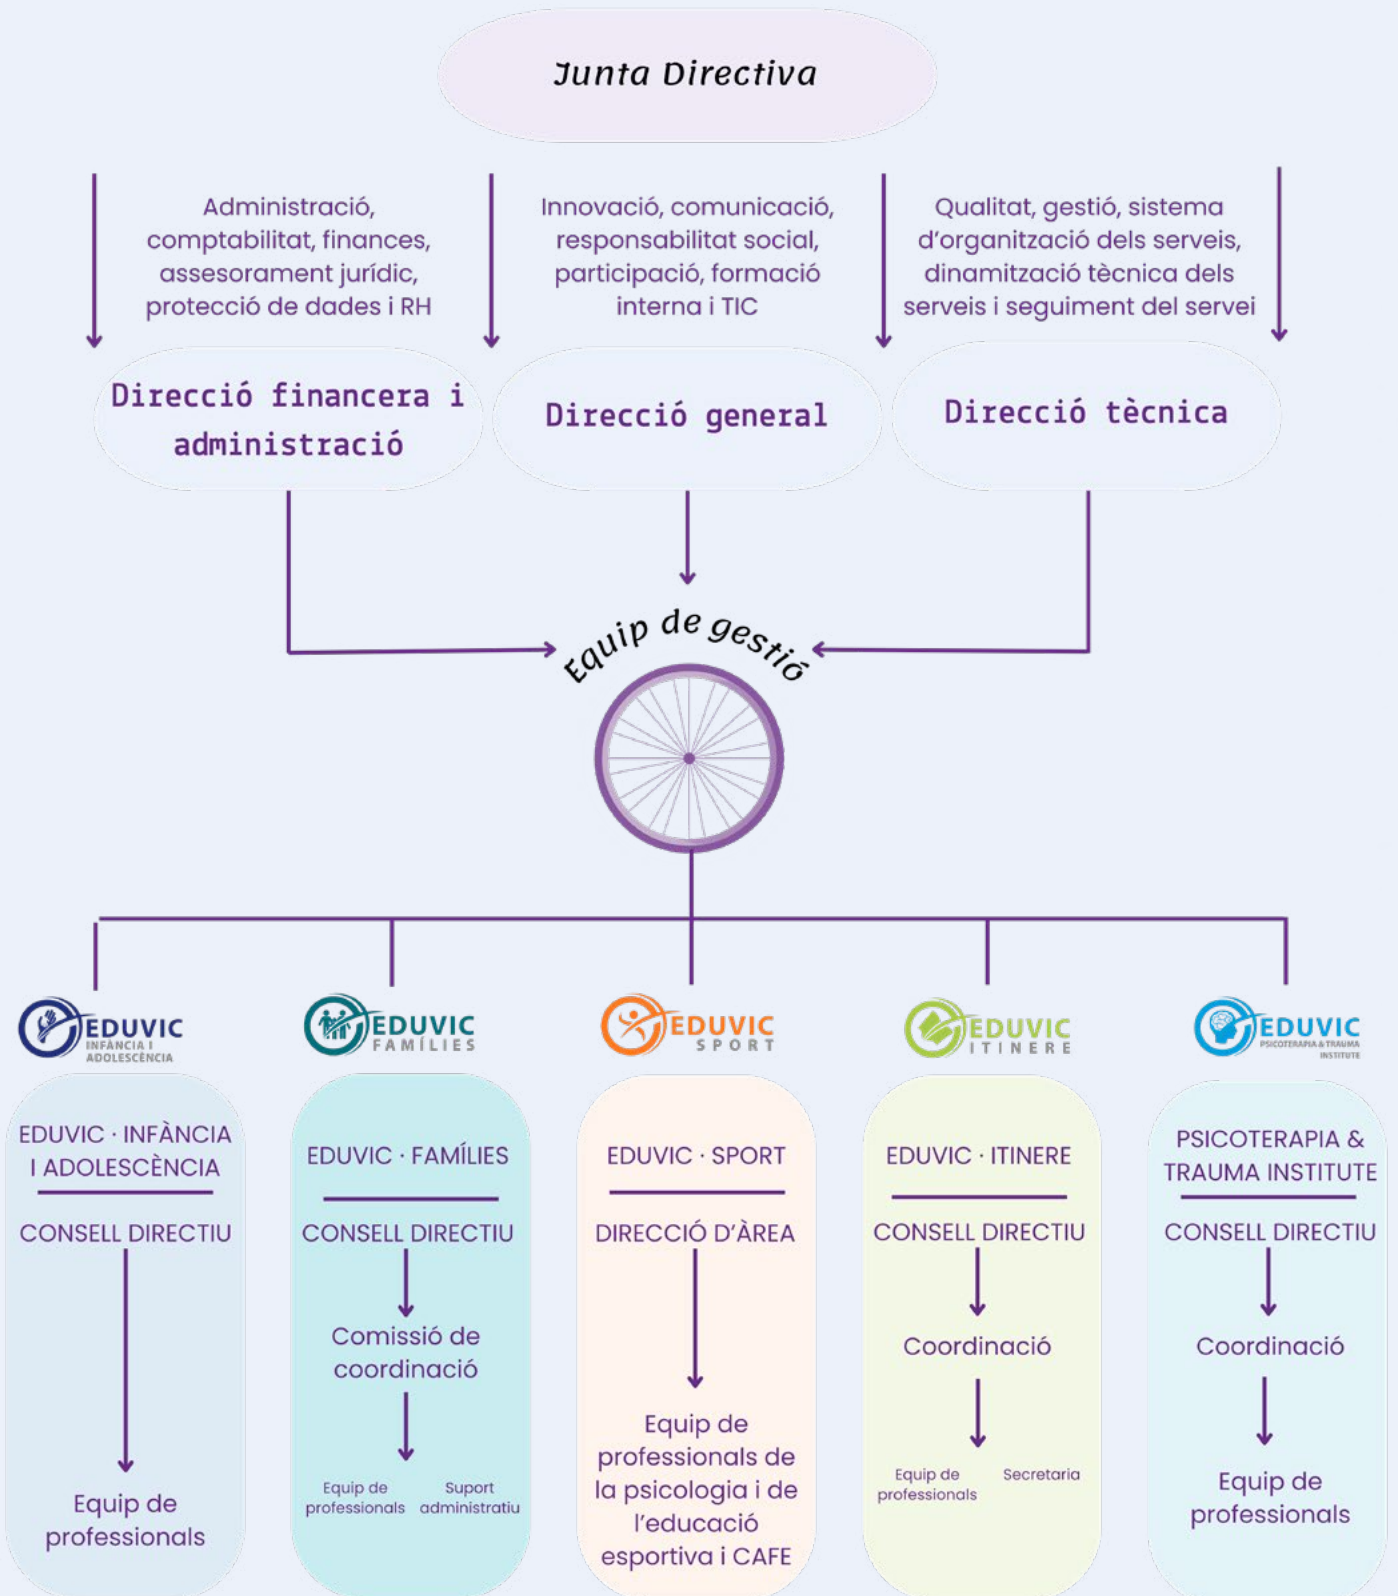 Junta Directiva
Administració,
comptabilitat, finances,
assesorament jurídic,
protecció de dades i RH
Innovació, comunicació,
responsabilitat social,
participació, formació
interna i TIC
Qualitat, gestió, sistema
d'organització dels serveis,
dinamització tècnica dels
serveis i seguiment del servei
Direcció financera i
administració
Direcció general
Direcció tècnica
Equip de gestió
EDUVIC
INFÀNCIA I
ADOLESCÈNCIA
EDUVIC
FAMÍLIES
EDUVIC
SPORT
EDUVIC
ITINERE
EDUVIC
PSICOTERAPIA & TRAUMA
INSTITUTE
EDUVIC · INFÀNCIA
I ADOLESCÈNCIA
CONSELL DIRECTIU
Equip de
professionals
EDUVIC · FAMÍLIES
CONSELL DIRECTIU
Comissió de
coordinació
Equip de
professionals
Suport
administratiu
EDUVIC · SPORT
DIRECCIÓ D'ÀREA
Equip de
professionals de
la psicologia i de
l'educació
esportiva i CAFE
EDUVIC · ITINERE
CONSELL DIRECTIU
Coordinació
Equip de
professionals
Secretaria
PSICOTERAPIA &
TRAUMA INSTITUTE
CONSELL DIRECTIU
Coordinació
Equip de
professionals